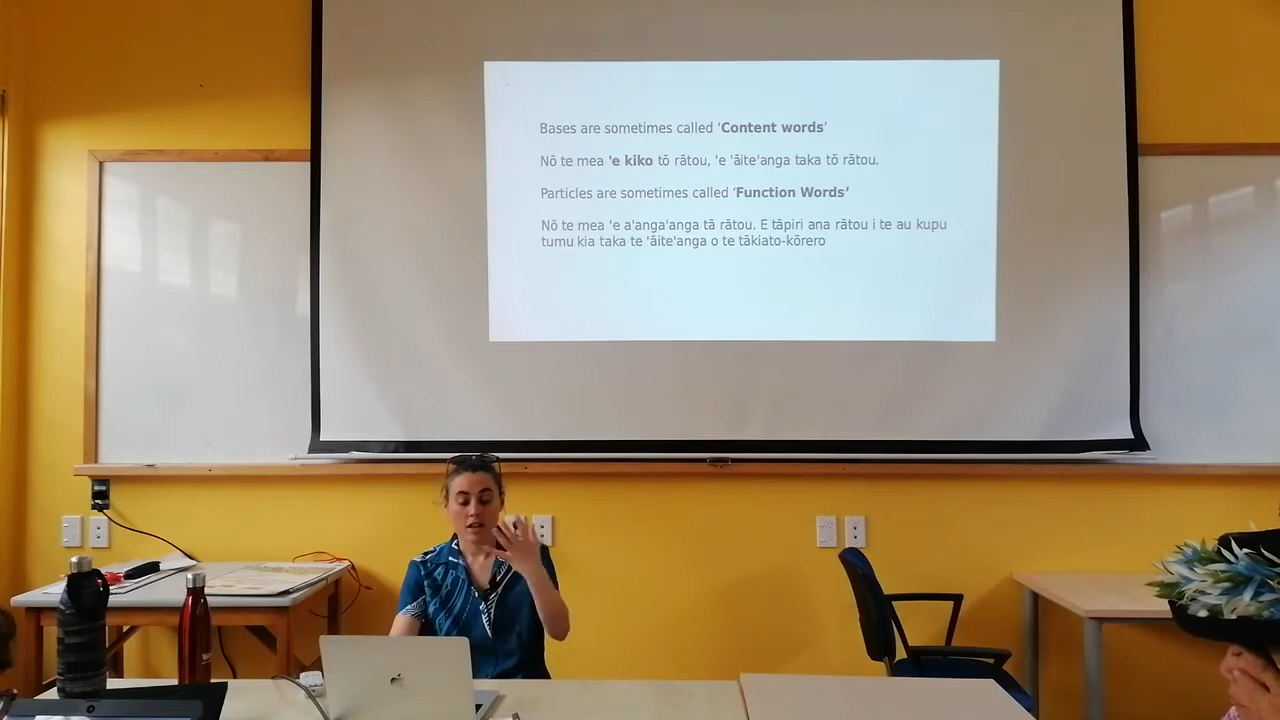 Bases are sometimes called ‘Content words’
Nō te mea 'e kiko tō rātou, 'e 'āite'anga taka tō rātou.
Particles are sometimes called ‘Function Words’
Nō te mea 'e a'anga'anga tā rātou. E tāpiri ana rātou i te au kupu
tumu kia taka te 'āite'anga o te tākiato-kōrero